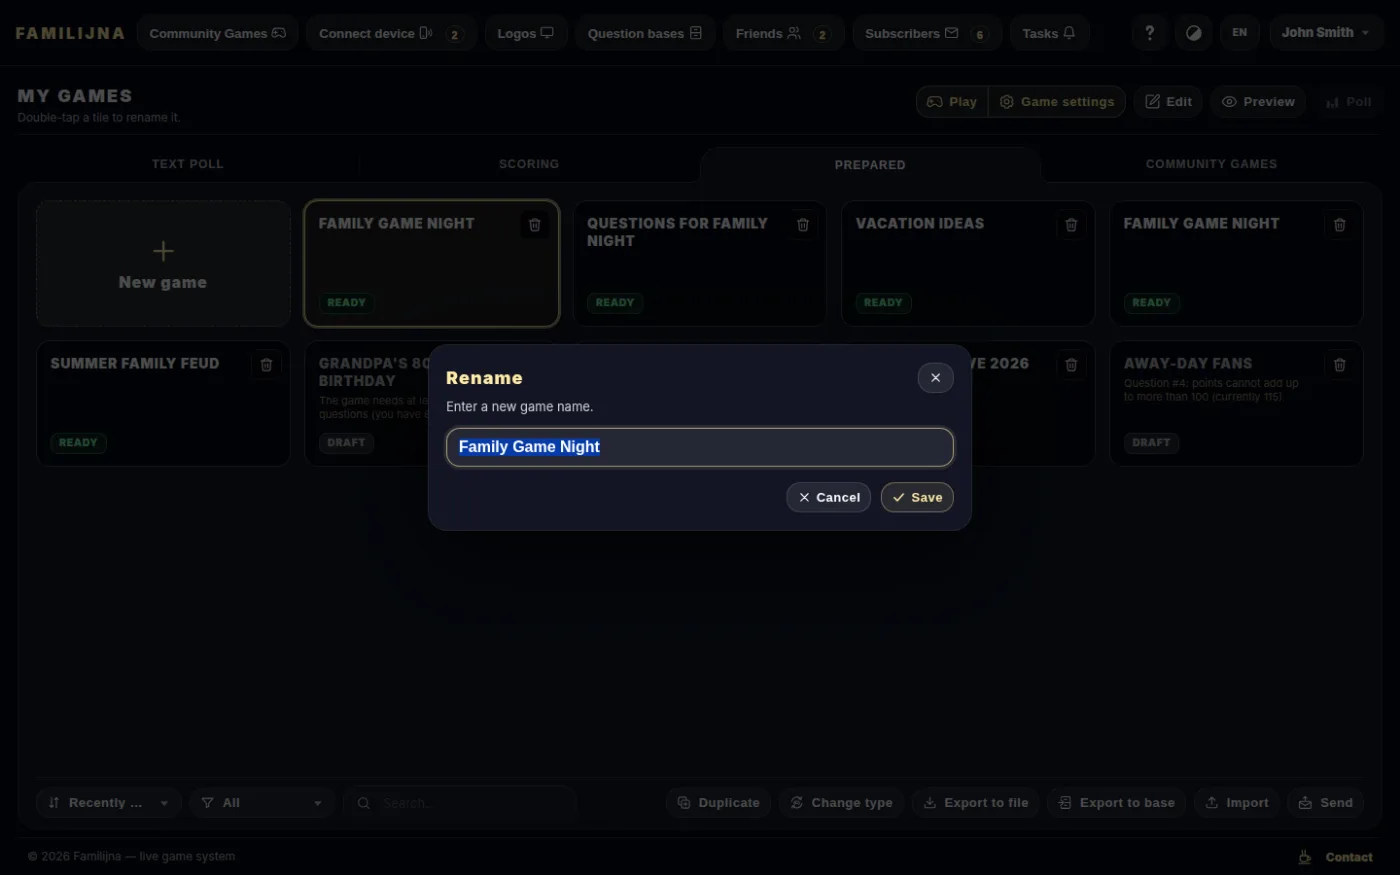 FAMILIJNA
Community Games
Connect device 2
Logos
Question bases
Friends 2
Subscribers 6
Tasks
?
EN
John Smith
MY GAMES
Double-tap a tile to rename it.
Play
Game settings
Edit
Preview
Poll
TEXT POLL
SCORING
PREPARED
COMMUNITY GAMES
New game
FAMILY GAME NIGHT
READY
QUESTIONS FOR FAMILY
NIGHT
READY
VACATION IDEAS
READY
FAMILY GAME NIGHT
READY
SUMMER FAMILY FEUD
READY
GRANDPA'S 80
BIRTHDAY
The game needs at
questions (you have
DRAFT
2026
AWAY-DAY FANS
Question #4: points cannot add up
to more than 100 (currently 115).
DRAFT
Rename
Enter a new game name.
Family Game Night
Cancel
Save
Recently ...
All
Search..
Duplicate
Change type
Export to file
Export to base
Import
Send
© 2026 Familijna — live game system
Contact